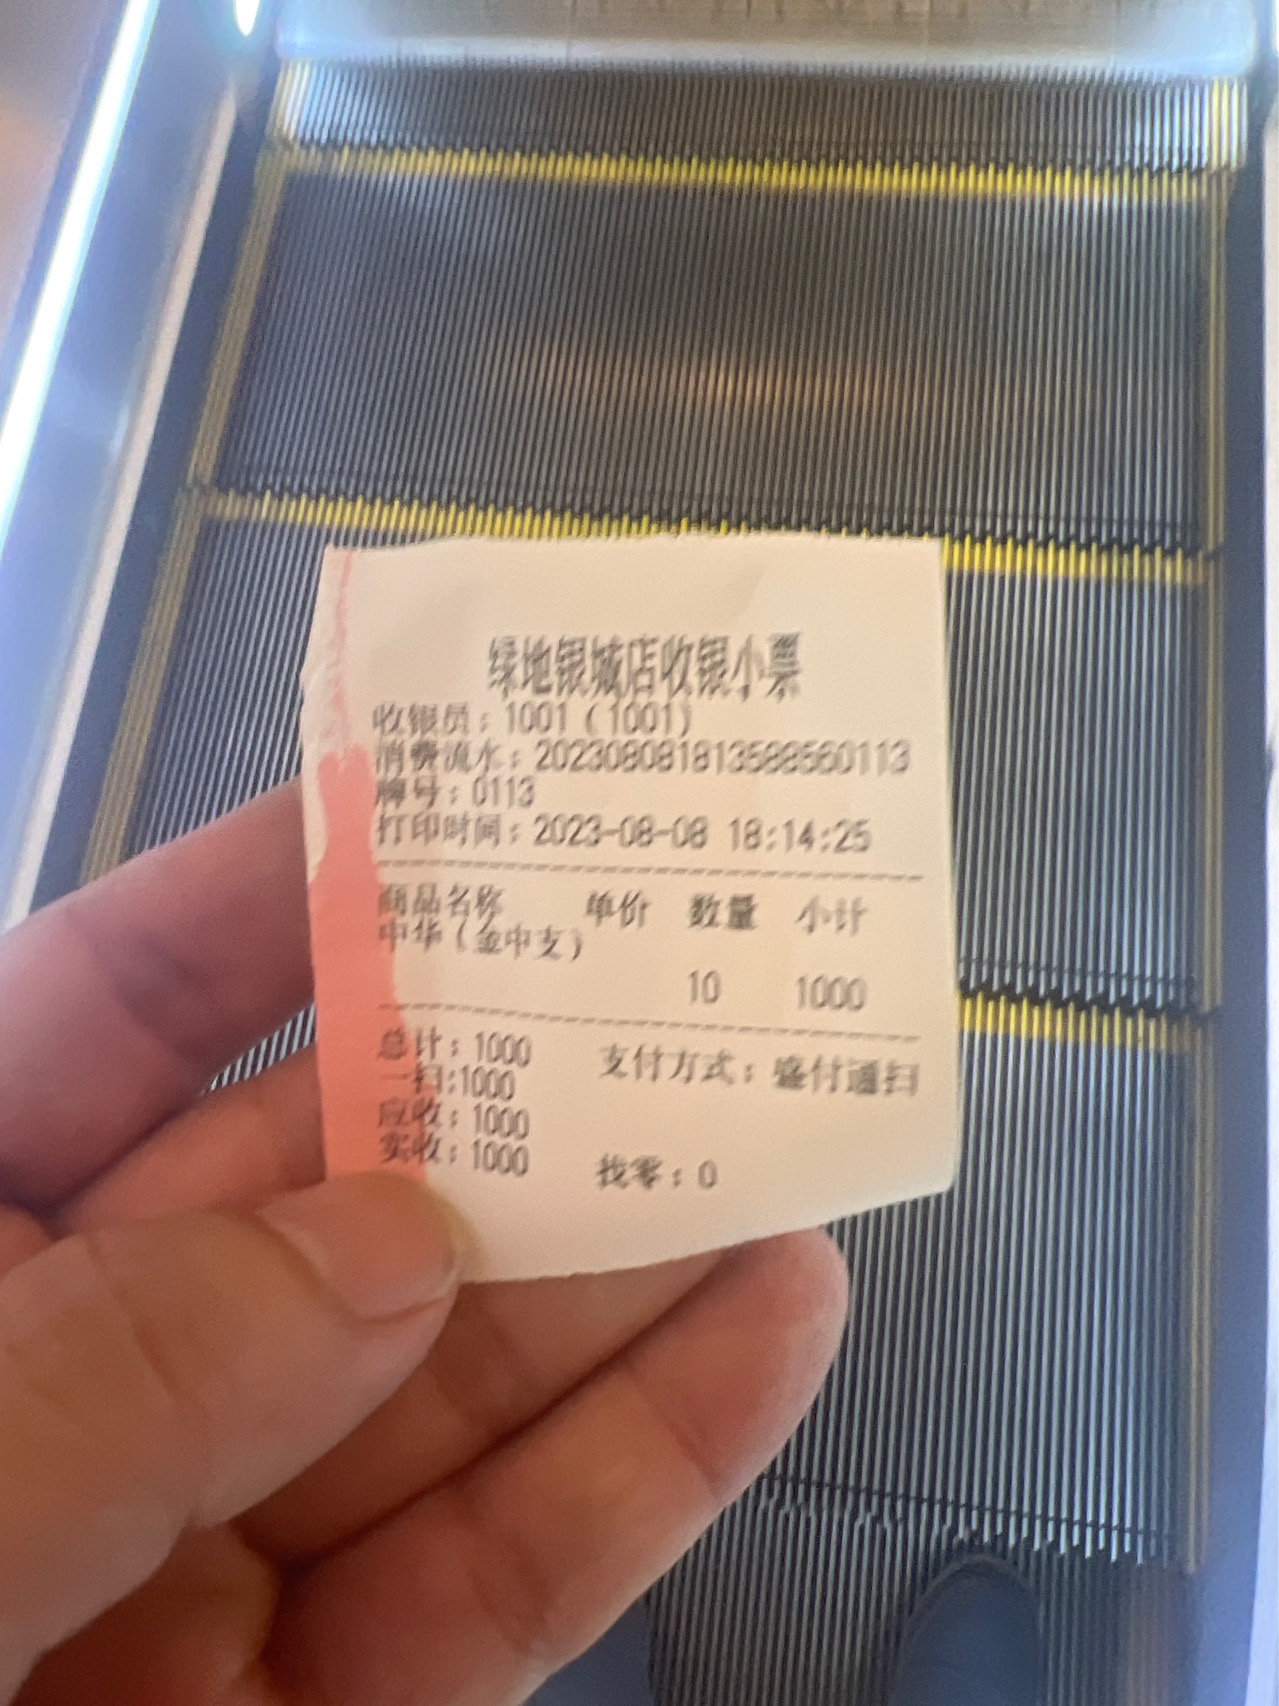 绿地银城店收银小票
收银员：1001（1001）
消费流水：202308081813588560113
牌号：0113
打印时间：2023-08-08 18:14:25
商品名称 单价 数量 小计
中华（金中支）
10 1000
总计：1000 支付方式：盛付通扫
一扫:1000
应收：1000
实收：1000 找零：0